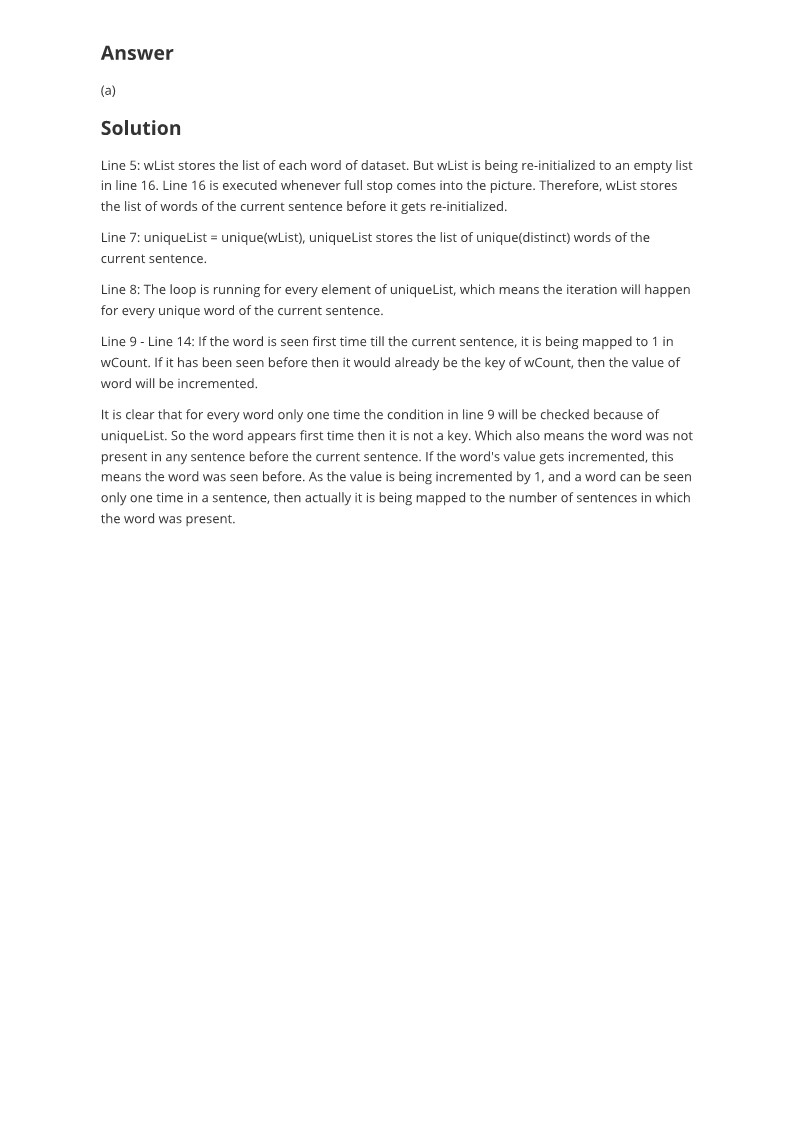 Answer
(a)
Solution
Line 5: wList stores the list of each word of dataset. But wList is being re-initialized to an empty list
in line 16. Line 16 is executed whenever full stop comes into the picture. Therefore, wList stores
the list of words of the current sentence before it gets re-initialized.
Line 7: uniqueList = unique(wList), uniqueList stores the list of unique(distinct) words of the
current sentence.
Line 8: The loop is running for every element of uniqueList, which means the iteration will happen
for every unique word of the current sentence.
Line 9 - Line 14: If the word is seen first time till the current sentence, it is being mapped to 1 in
wCount. If it has been seen before then it would already be the key of wCount, then the value of
word will be incremented.
It is clear that for every word only one time the condition in line 9 will be checked because of
uniqueList. So the word appears first time then it is not a key. Which also means the word was not
present in any sentence before the current sentence. If the word's value gets incremented, this
means the word was seen before. As the value is being incremented by 1, and a word can be seen
only one time in a sentence, then actually it is being mapped to the number of sentences in which
the word was present.